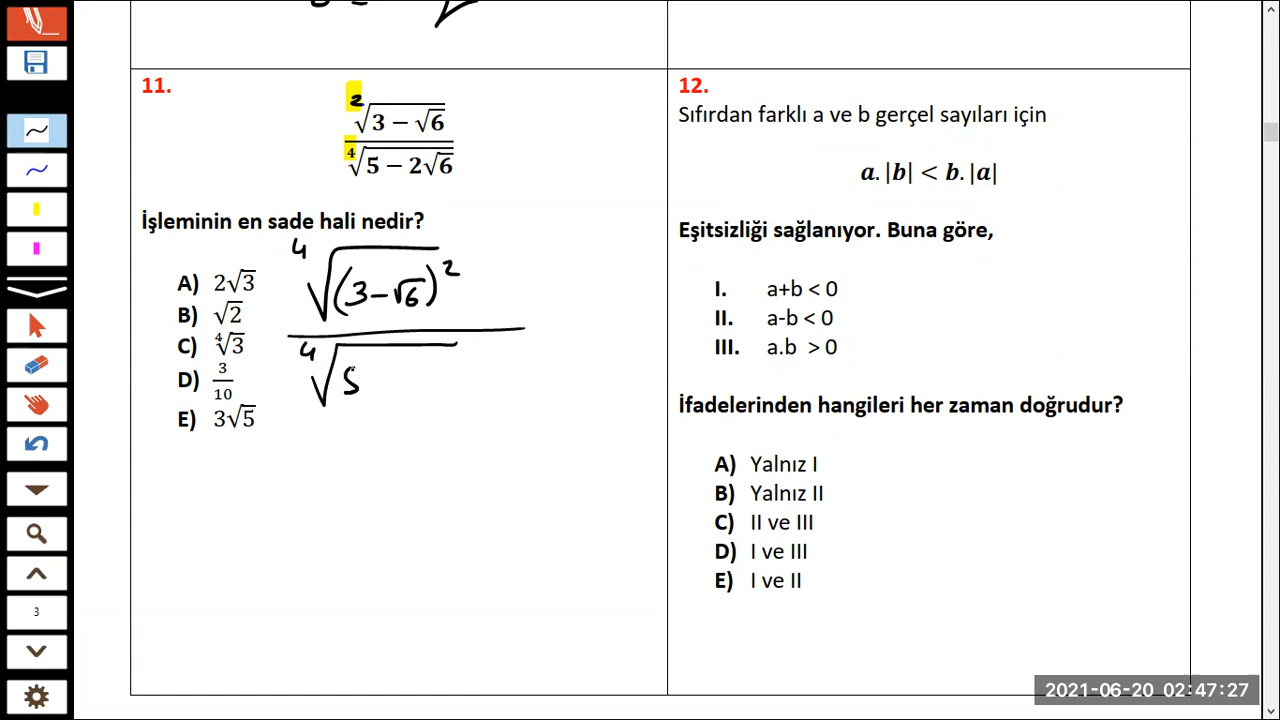 11.
²√(3 − √6)
⁴√(5 − 2√6)
İşleminin en sade hali nedir?
A) 2√3
B) √2
C) ⁴√3
D) 3/10
E) 3√5
⁴√(3−√6)²
⁴√5
12.
Sıfırdan farklı a ve b gerçel sayıları için
a.|b| < b.|a|
Eşitsizliği sağlanıyor. Buna göre,
I. a+b < 0
II. a-b < 0
III. a.b > 0
İfadelerinden hangileri her zaman doğrudur?
A) Yalnız I
B) Yalnız II
C) II ve III
D) I ve III
E) I ve II
3
2021-06-20 02:47:27